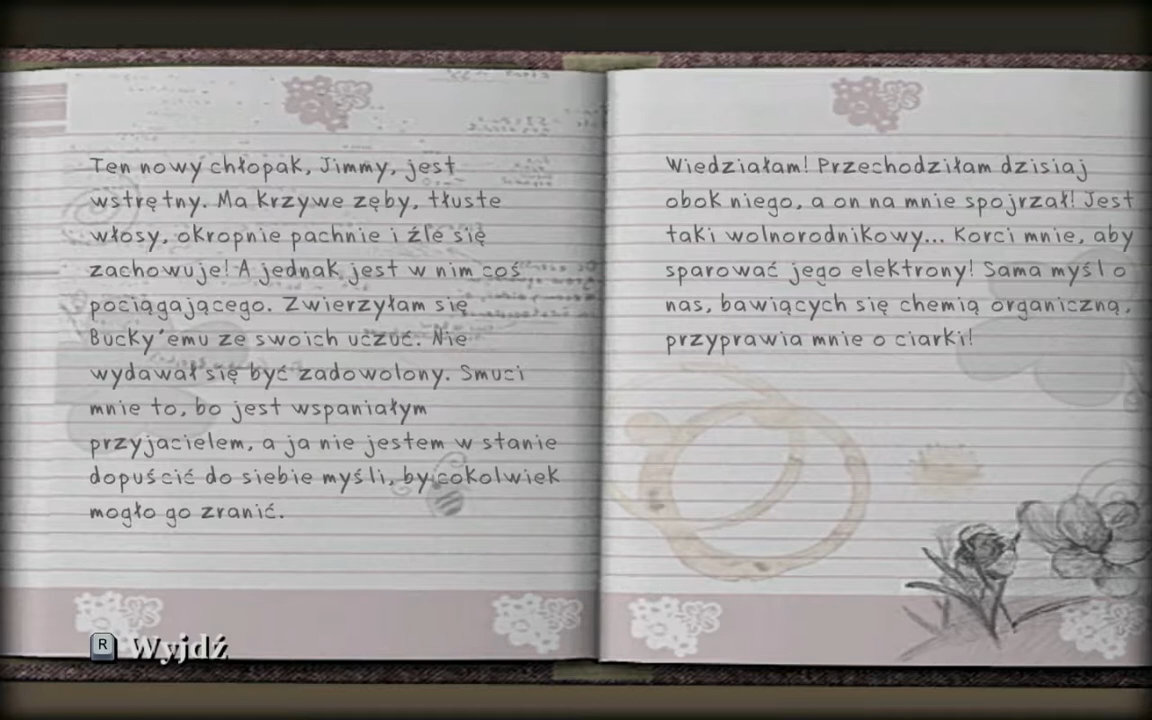 Ten nowy chłopak, Jimmy, jest
wstrętny. Ma krzywe zęby, tłuste
włosy, okropnie pachnie i źle się
zachowuje! A jednak jest w nim coś
pociągającego. Zwierzyłam się
Bucky'emu ze swoich uczuć. Nie
wydawał się być zadowolony. Smuci
mnie to, bo jest wspaniałym
przyjacielem, a ja nie jestem w stanie
dopuścić do siebie myśli, by cokolwiek
mogło go zranić.
Wiedziałam! Przechodziłam dzisiaj
obok niego, a on na mnie spojrzał! Jest
taki wolnorodnikowy... Korci mnie, aby
sparować jego elektrony! Sama myśl o
nas, bawiących się chemią organiczną,
przyprawia mnie o ciarki!
R Wyjdź